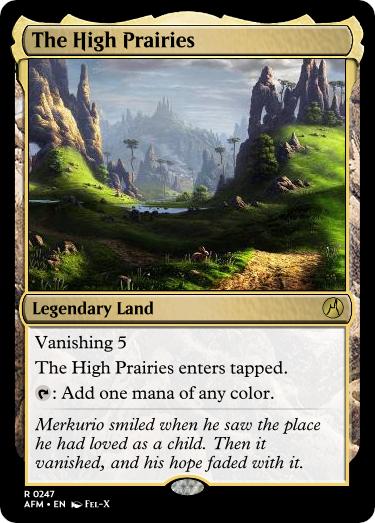 The High Prairies
Legendary Land
Vanishing 5
The High Prairies enters tapped.
: Add one mana of any color.
Merkurio smiled when he saw the place
he had loved as a child. Then it
vanished, and his hope faded with it.
R 0247
AFM • EN Fel-X